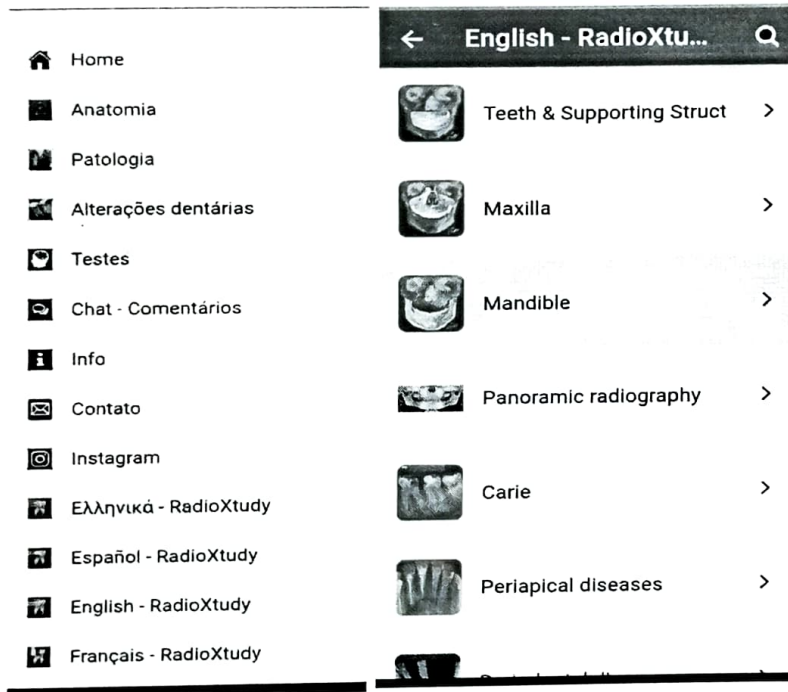 Home
Anatomia
Patologia
Alterações dentárias
Testes
Chat - Comentários
Info
Contato
Instagram
Ελληνικά - RadioXtudy
Español - RadioXtudy
English - RadioXtudy
Français - RadioXtudy
English - RadioXtu...
Teeth & Supporting Struct
Maxilla
Mandible
Panoramic radiography
Carie
Periapical diseases